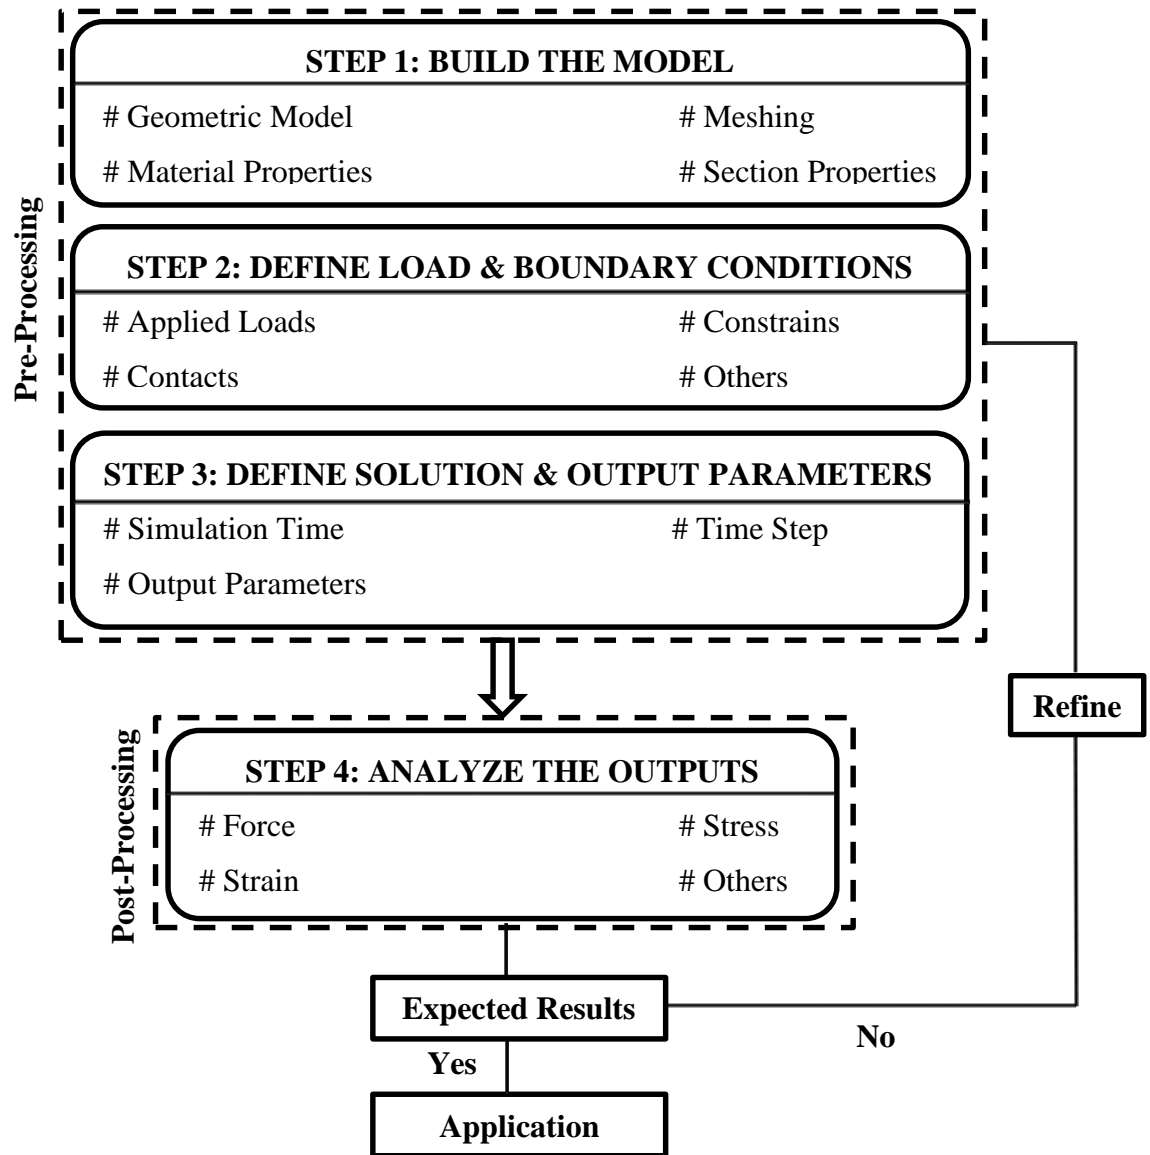 Pre-Processing
STEP 1: BUILD THE MODEL
# Geometric Model # Meshing
# Material Properties # Section Properties
STEP 2: DEFINE LOAD & BOUNDARY CONDITIONS
# Applied Loads # Constrains
# Contacts # Others
STEP 3: DEFINE SOLUTION & OUTPUT PARAMETERS
# Simulation Time # Time Step
# Output Parameters
Refine
Post-Processing
STEP 4: ANALYZE THE OUTPUTS
# Force # Stress
# Strain # Others
Expected Results
No
Yes
Application